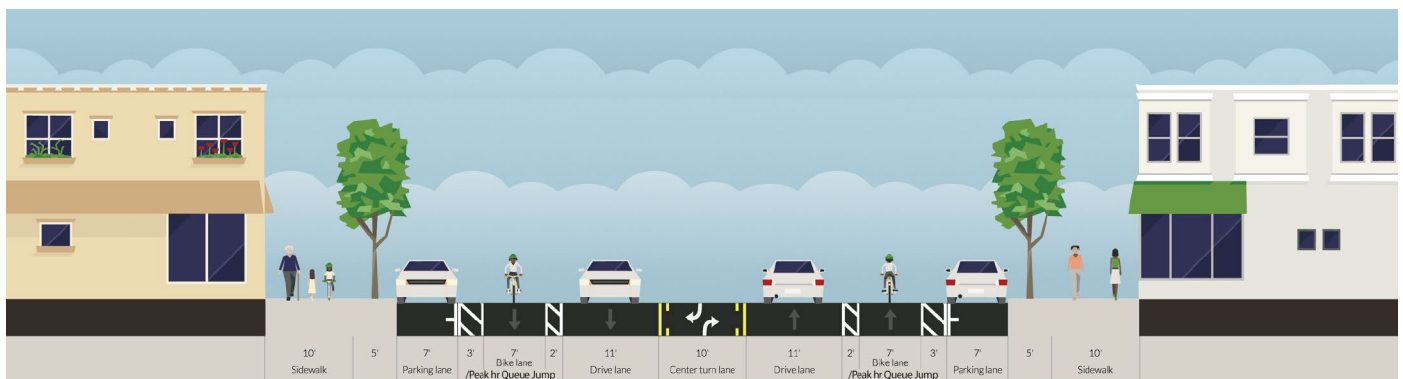 10' 5' 7' 3' 7' 2' 11' 10' 11' 2' 7' 3' 7' 5' 10'
Sidewalk Parking lane Bike lane Drive lane Center turn lane Drive lane Bike lane Parking lane Sidewalk
/Peak hr Queue Jump /Peak hr Queue Jump